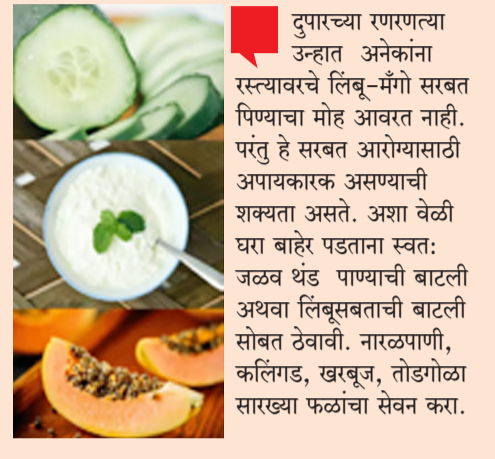 दुपारच्या रणरणत्या
उन्हात अनेकांना
रस्त्यावरचे लिंबू-मँगो सरबत
पिण्याचा मोह आवरत नाही.
परंतु हे सरबत आरोग्यासाठी
अपायकारक असण्याची
शक्यता असते. अशा वेळी
घरा बाहेर पडताना स्वत:
जळव थंड पाण्याची बाटली
अथवा लिंबूसबताची बाटली
सोबत ठेवावी. नारळपाणी,
कलिंगड, खरबूज, तोडगोळा
सारख्या फळांचा सेवन करा.